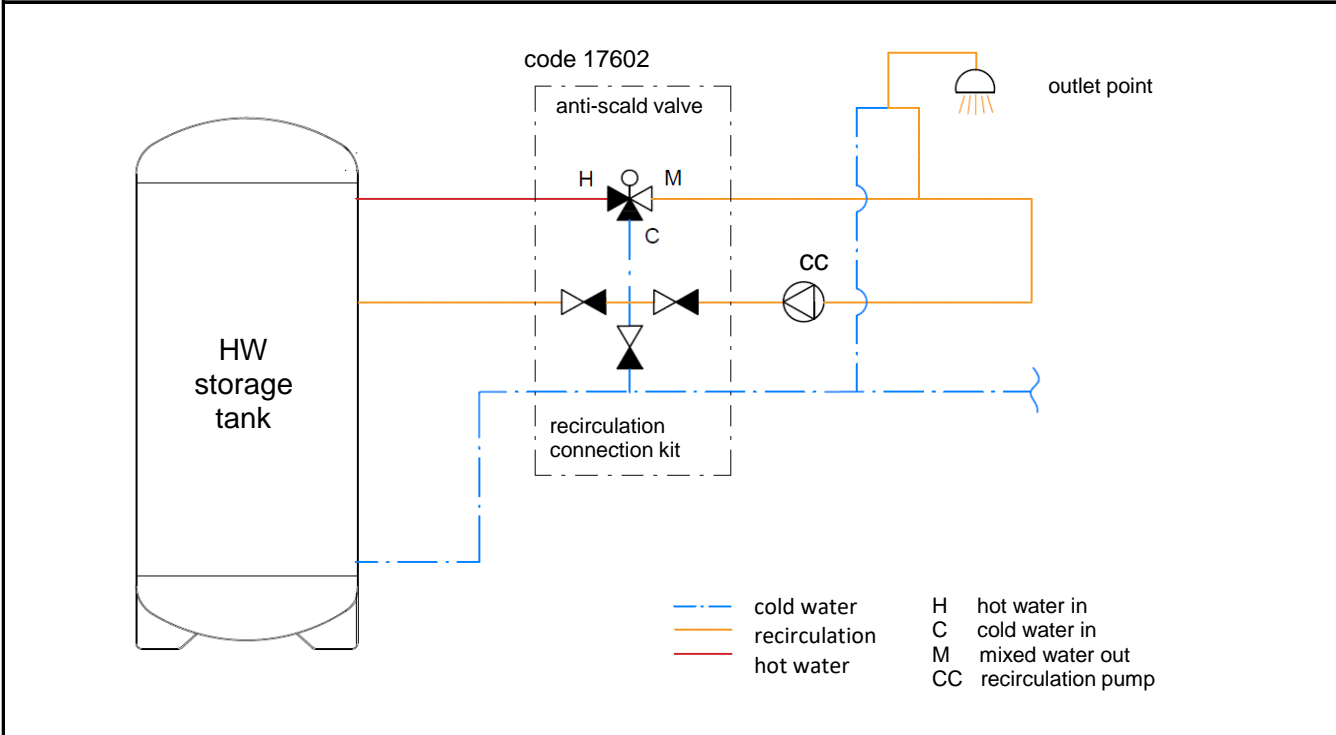 code 17602
anti-scald valve
outlet point
H
M
C
CC
HW
storage
tank
recirculation
connection kit
cold water
recirculation
hot water
H hot water in
C cold water in
M mixed water out
CC recirculation pump